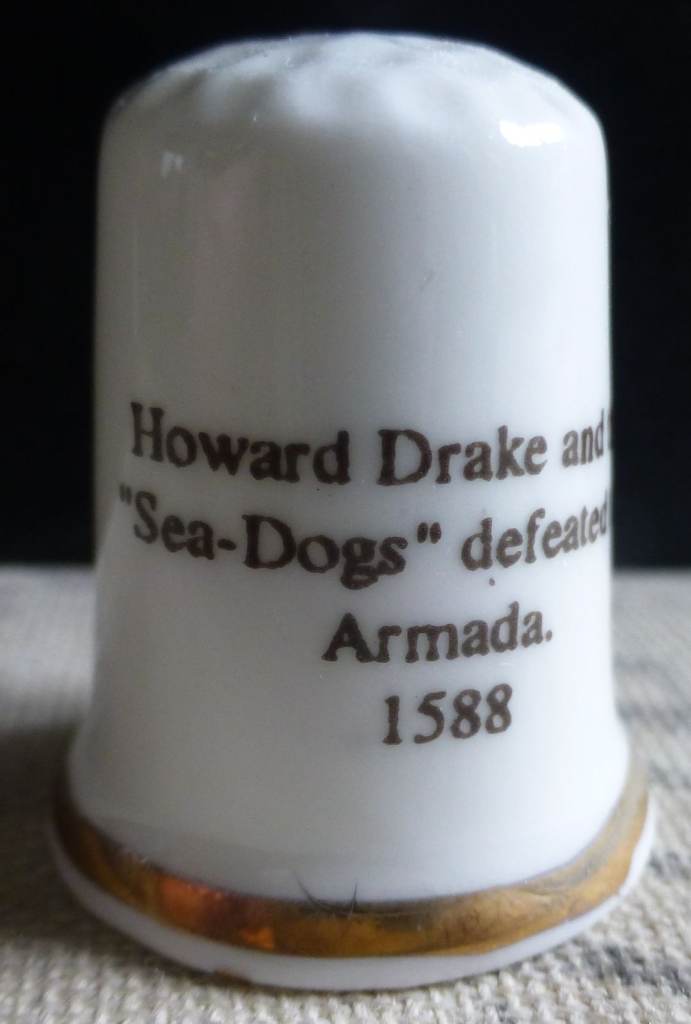 Howard Drake and
"Sea-Dogs" defeated
Armada.
1588